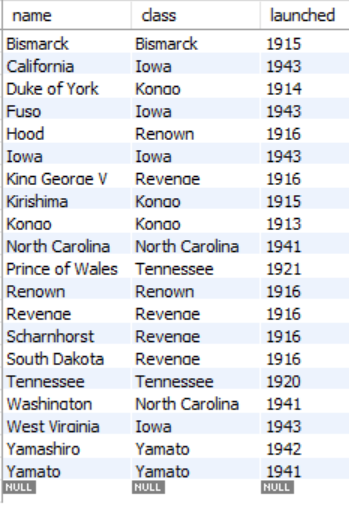 name class launched
Bismarck Bismarck 1915
California Iowa 1943
Duke of York Kongo 1914
Fuso Iowa 1943
Hood Renown 1916
Iowa Iowa 1943
King George V Revenge 1916
Kirishima Kongo 1915
Kongo Kongo 1913
North Carolina North Carolina 1941
Prince of Wales Tennessee 1921
Renown Renown 1916
Revenge Revenge 1916
Scharnhorst Revenge 1916
South Dakota Revenge 1916
Tennessee Tennessee 1920
Washington North Carolina 1941
West Virginia Iowa 1943
Yamashiro Yamato 1942
Yamato Yamato 1941
NULL NULL NULL